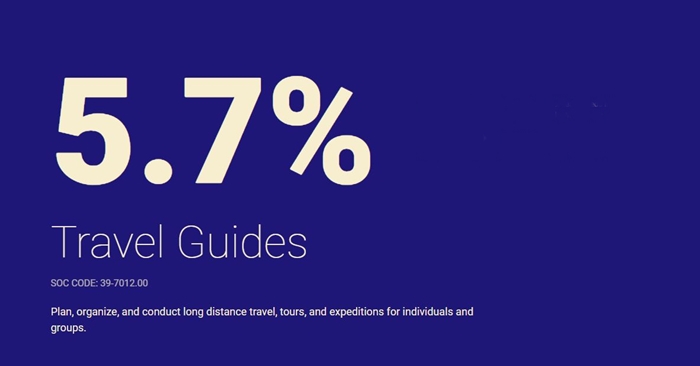 5.7%
Travel Guides
SOC CODE: 39-7012.00
Plan, organize, and conduct long distance travel, tours, and expeditions for individuals and
groups.